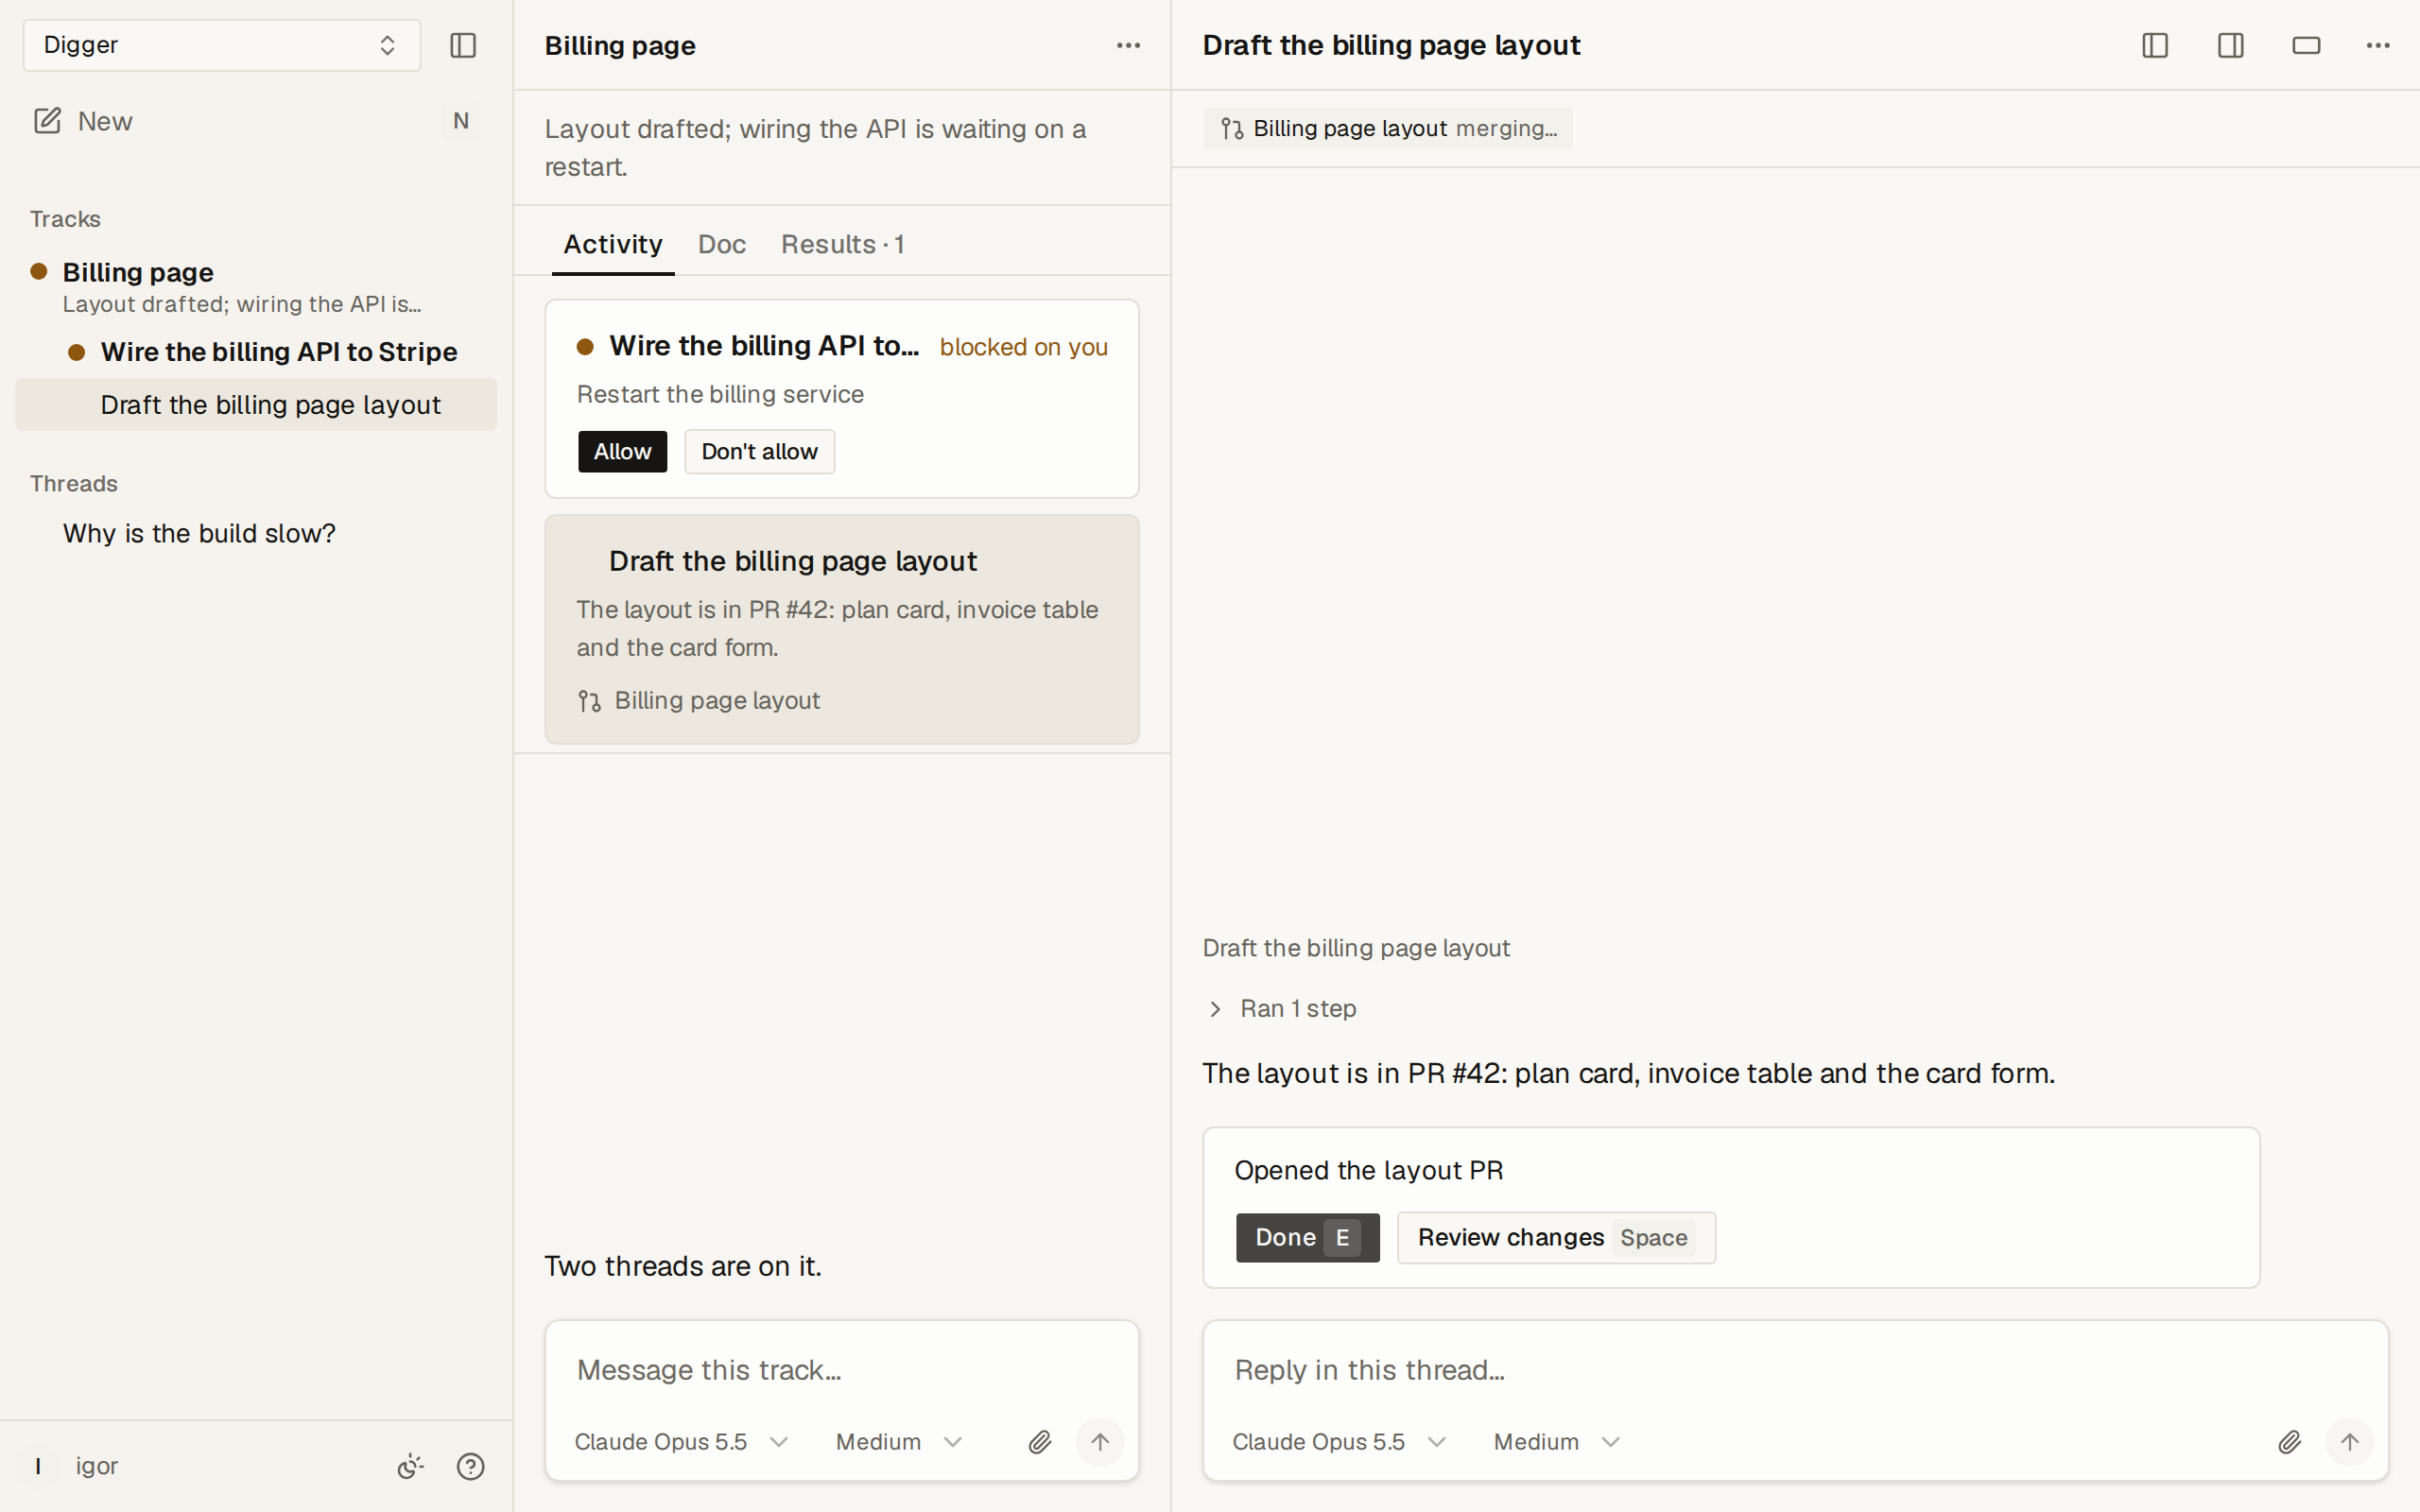 Digger
New
N
Tracks
Billing page
Layout drafted; wiring the API is…
Wire the billing API to Stripe
Draft the billing page layout
Threads
Why is the build slow?
I
igor
Billing page
Layout drafted; wiring the API is waiting on a
restart.
Activity
Doc
Results · 1
Wire the billing API to…
blocked on you
Restart the billing service
Allow
Don't allow
Draft the billing page layout
The layout is in PR #42: plan card, invoice table
and the card form.
Billing page layout
Two threads are on it.
Message this track…
Claude Opus 5.5
Medium
Draft the billing page layout
Billing page layout merging…
Draft the billing page layout
Ran 1 step
The layout is in PR #42: plan card, invoice table and the card form.
Opened the layout PR
Done E
Review changes Space
Reply in this thread…
Claude Opus 5.5
Medium